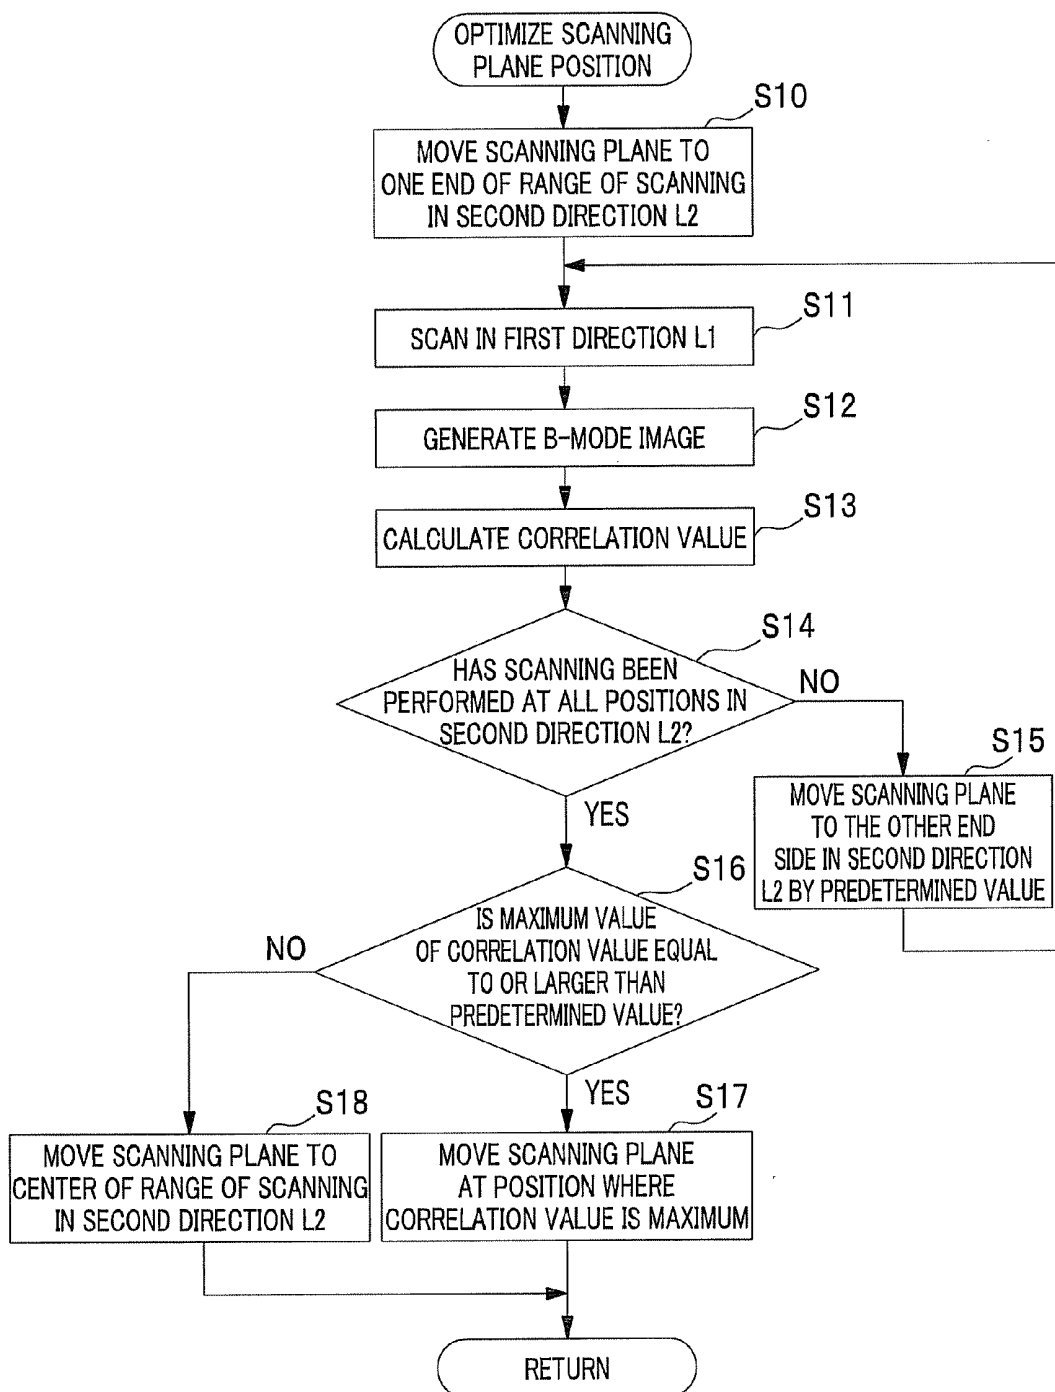 OPTIMIZE SCANNING
PLANE POSITION
S10
MOVE SCANNING PLANE TO
ONE END OF RANGE OF SCANNING
IN SECOND DIRECTION L2
S11
SCAN IN FIRST DIRECTION L1
S12
GENERATE B-MODE IMAGE
S13
CALCULATE CORRELATION VALUE
S14
HAS SCANNING BEEN
PERFORMED AT ALL POSITIONS IN
SECOND DIRECTION L2?
NO
S15
MOVE SCANNING PLANE
TO THE OTHER END
SIDE IN SECOND DIRECTION
L2 BY PREDETERMINED VALUE
YES
S16
IS MAXIMUM VALUE
OF CORRELATION VALUE EQUAL
TO OR LARGER THAN
PREDETERMINED VALUE?
NO
YES
S18
MOVE SCANNING PLANE TO
CENTER OF RANGE OF SCANNING
IN SECOND DIRECTION L2
S17
MOVE SCANNING PLANE
AT POSITION WHERE
CORRELATION VALUE IS MAXIMUM
RETURN